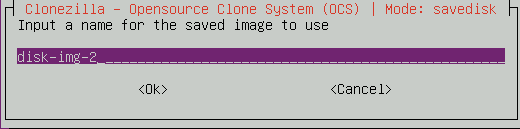 Clonezilla - Opensource Clone System (OCS) | Mode: savedisk
Input a name for the saved image to use
disk-img-2
<Ok> <Cancel>